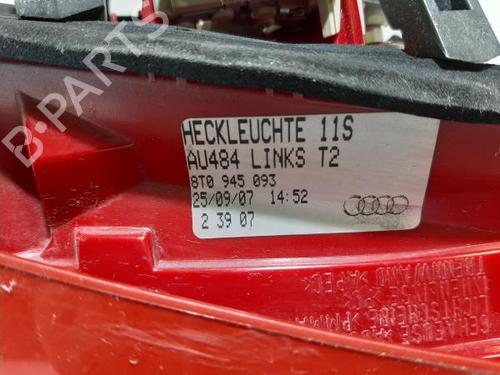 B-PARTS
HECKLEUCHTE 11S
AU484 LINKS T2
8T0 945 093
25/09/07 14:52
2 39 07